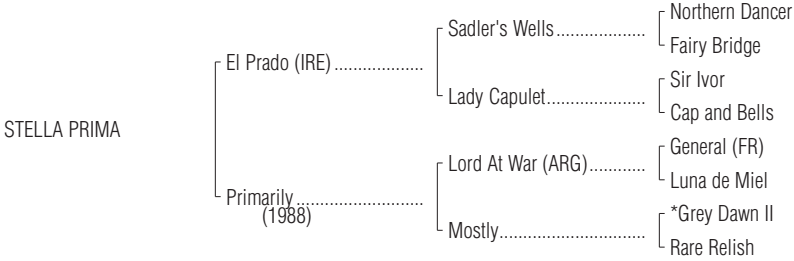 Northern Dancer
Sadler's Wells....................
Fairy Bridge
El Prado (IRE) ....................
Sir Ivor
Lady Capulet......................
Cap and Bells
STELLA PRIMA
General (FR)
Lord At War (ARG)............
Luna de Miel
Primarily............................
(1988)
*Grey Dawn II
Mostly................................
Rare Relish